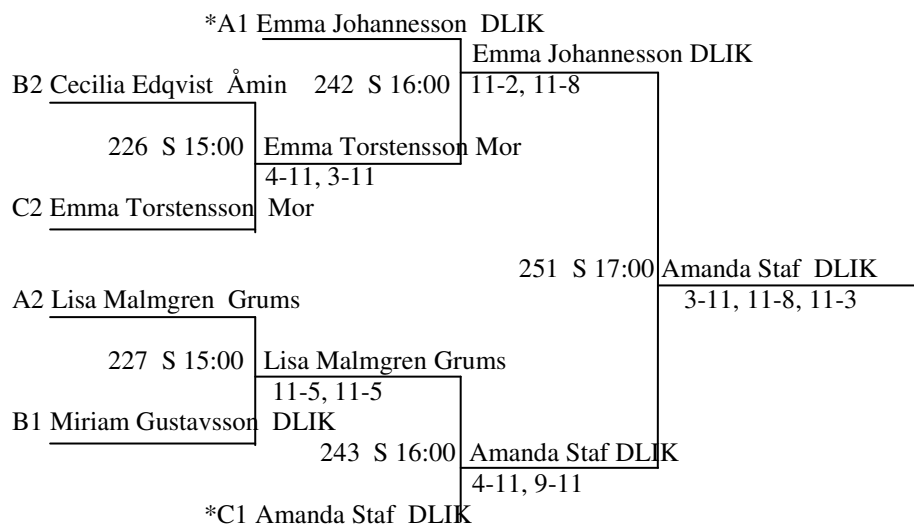 *A1 Emma Johannesson DLIK
Emma Johannesson DLIK
B2 Cecilia Edqvist Åmin
242 S 16:00
11-2, 11-8
226 S 15:00
Emma Torstensson Mor
4-11, 3-11
C2 Emma Torstensson Mor
251 S 17:00
Amanda Staf DLIK
A2 Lisa Malmgren Grums
3-11, 11-8, 11-3
227 S 15:00
Lisa Malmgren Grums
11-5, 11-5
B1 Miriam Gustavsson DLIK
243 S 16:00
Amanda Staf DLIK
4-11, 9-11
*C1 Amanda Staf DLIK